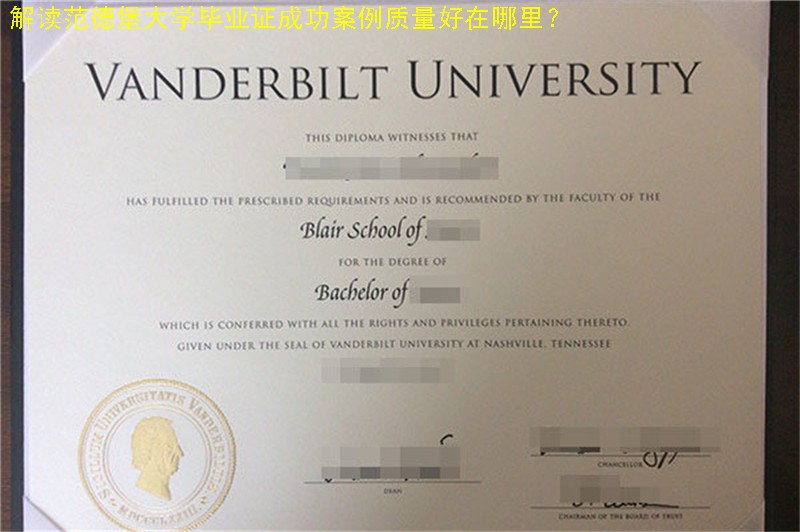 解读范德堡大学毕业证成功案例质量好在哪里？
VANDERBILT UNIVERSITY
THIS DIPLOMA WITNESSES THAT
HAS FULFILLED THE PRESCRIBED REQUIREMENTS AND IS RECOMMENDED BY THE FACULTY OF THE
Blair School of
FOR THE DEGREE OF
Bachelor of
WHICH IS CONFERRED WITH ALL THE RIGHTS AND PRIVILEGES PERTAINING THERETO.
GIVEN UNDER THE SEAL OF VANDERBILT UNIVERSITY AT NASHVILLE, TENNESSEE
SIGILLUM UNIVERSITATIS VANDERBILTIS
MDCCCLXXIII
CHANCELLOR
DEAN
CHAIRMAN OF THE BOARD OF TRUST